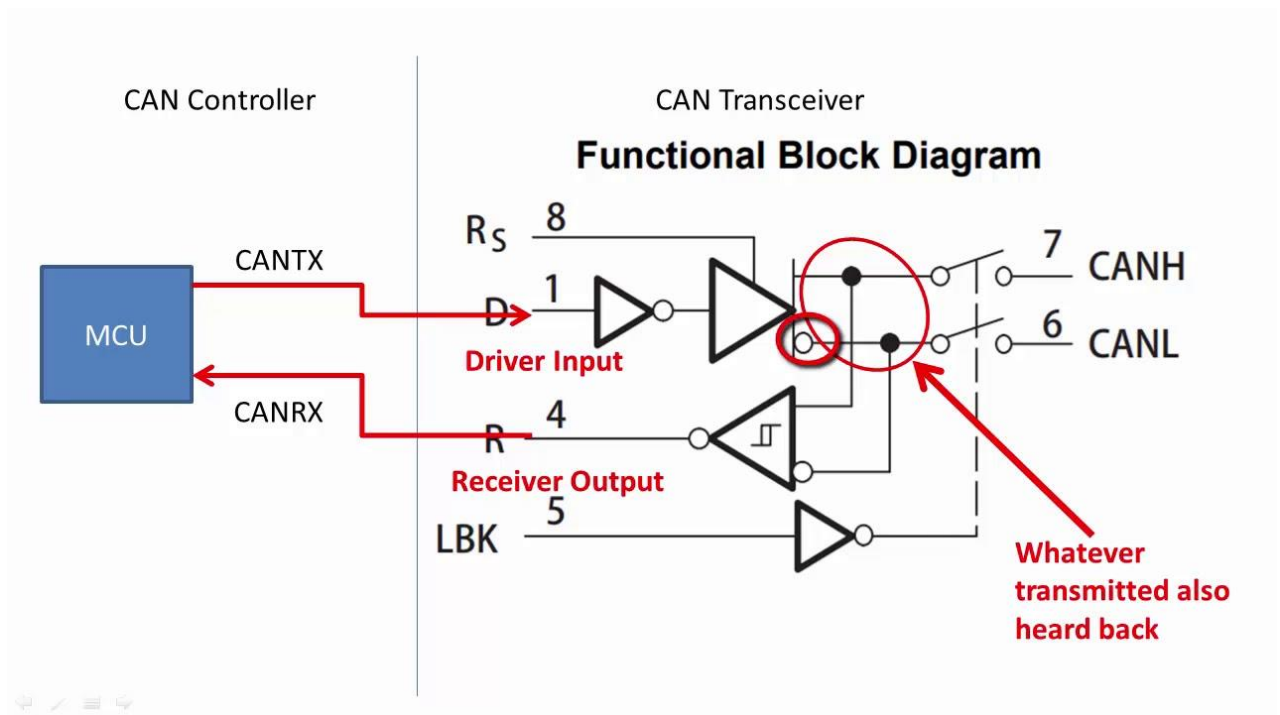 CAN Controller
CAN Transceiver
Functional Block Diagram
RS
8
7
CANH
CANTX
1
D
MCU
Driver Input
6
CANL
CANRX
4
R
Receiver Output
5
LBK
Whatever
transmitted also
heard back